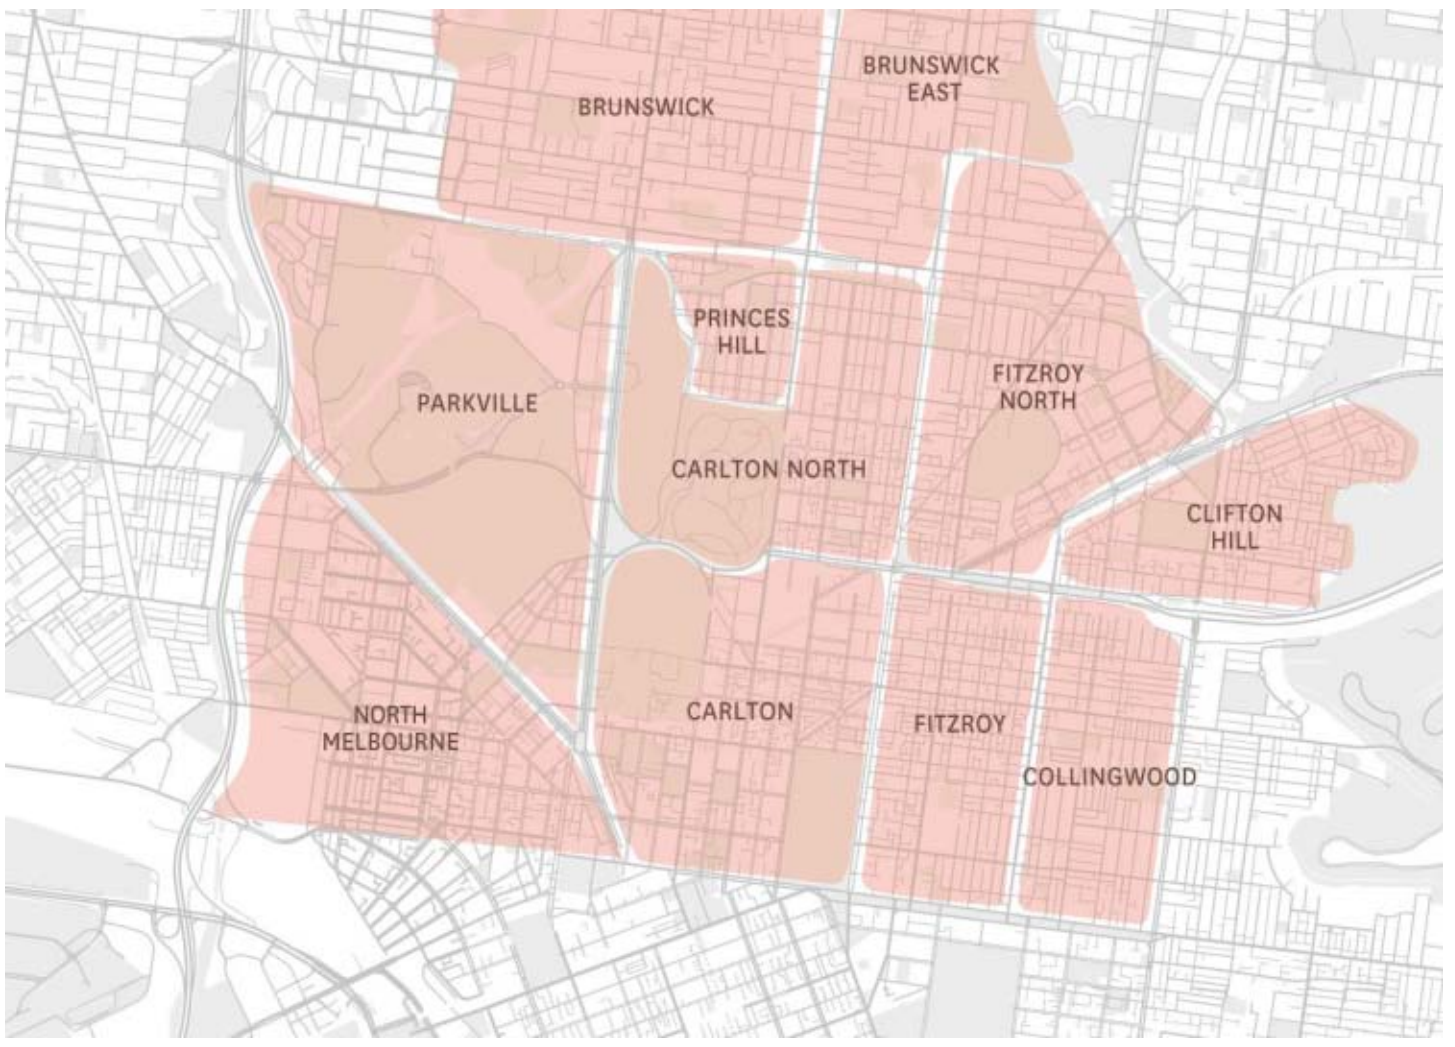 BRUNSWICK
EAST
BRUNSWICK
PRINCES
HILL
FITZROY
NORTH
PARKVILLE
CARLTON NORTH
CLIFTON
HILL
NORTH
MELBOURNE
CARLTON
FITZROY
COLLINGWOOD